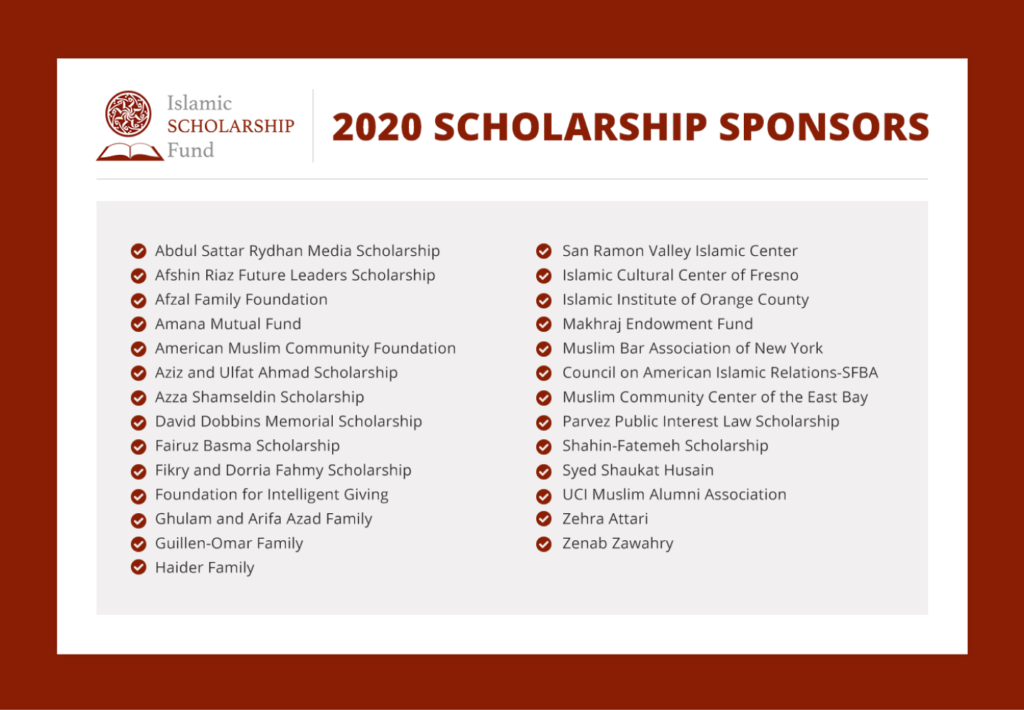 Islamic
SCHOLARSHIP
Fund
2020 SCHOLARSHIP SPONSORS
Abdul Sattar Rydhan Media Scholarship
Afshin Riaz Future Leaders Scholarship
Afzal Family Foundation
Amana Mutual Fund
American Muslim Community Foundation
Aziz and Ulfat Ahmad Scholarship
Azza Shamseldin Scholarship
David Dobbins Memorial Scholarship
Fairuz Basma Scholarship
Fikry and Dorria Fahmy Scholarship
Foundation for Intelligent Giving
Ghulam and Arifa Azad Family
Guillen-Omar Family
Haider Family
San Ramon Valley Islamic Center
Islamic Cultural Center of Fresno
Islamic Institute of Orange County
Makhraj Endowment Fund
Muslim Bar Association of New York
Council on American Islamic Relations-SFBA
Muslim Community Center of the East Bay
Parvez Public Interest Law Scholarship
Shahin-Fatemeh Scholarship
Syed Shaukat Husain
UCI Muslim Alumni Association
Zehra Attari
Zenab Zawahry